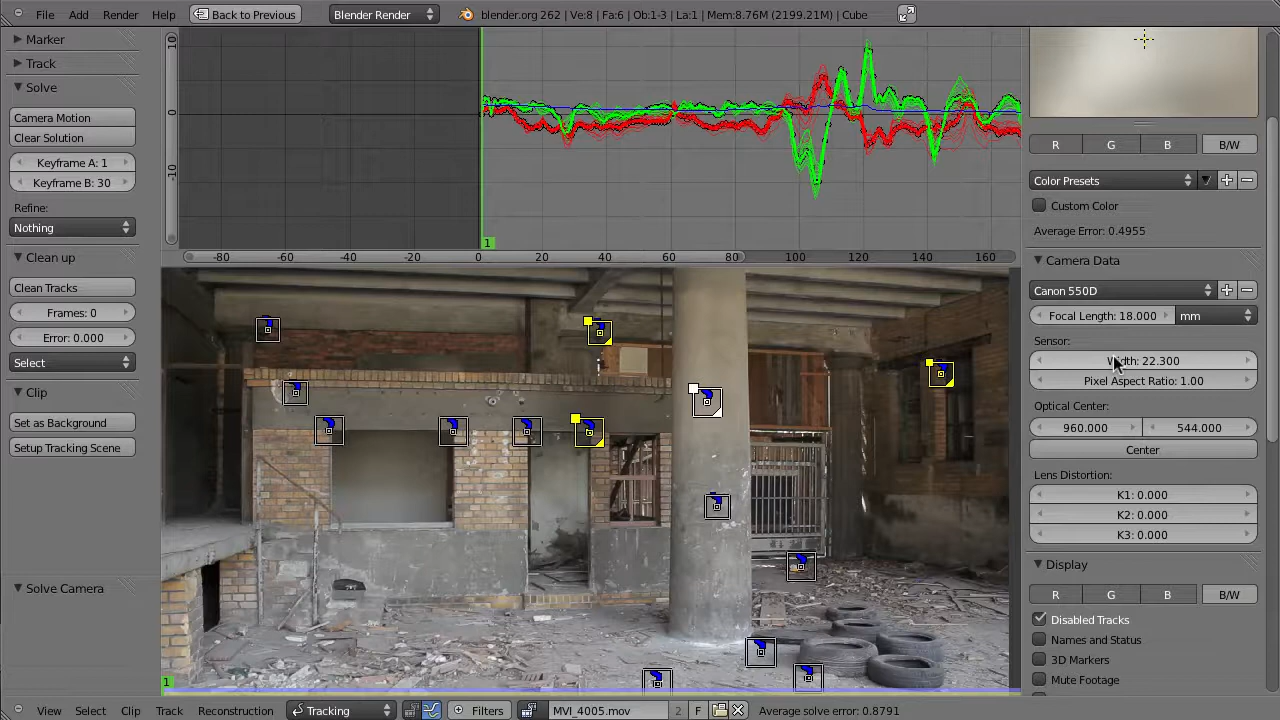 File Add Render Help Back to Previous Blender Render blender.org 262 | Ve:8 | Fa:6 | Ob:1-3 | La:1 | Mem:8.76M (2199.21M) | Cube
Marker
Track
Solve
Camera Motion
Clear Solution
Keyframe A: 1
Keyframe B: 30
Refine:
Nothing
Clean up
Clean Tracks
Frames: 0
Error: 0.000
Select
Clip
Set as Background
Setup Tracking Scene
Solve Camera
10
0
-10
1
-80 -60 -40 -20 0 20 40 60 80 100 120 140 160
1
R G B B/W
Color Presets
Custom Color
Average Error: 0.4955
Camera Data
Canon 550D
Focal Length: 18.000 mm
Sensor:
Width: 22.300
Pixel Aspect Ratio: 1.00
Optical Center:
960.000 544.000
Center
Lens Distortion:
K1: 0.000
K2: 0.000
K3: 0.000
Display
R G B B/W
Disabled Tracks
Names and Status
3D Markers
Mute Footage
View Select Clip Track Reconstruction Tracking Filters MVI_4005.mov 2 F Average solve error: 0.8791